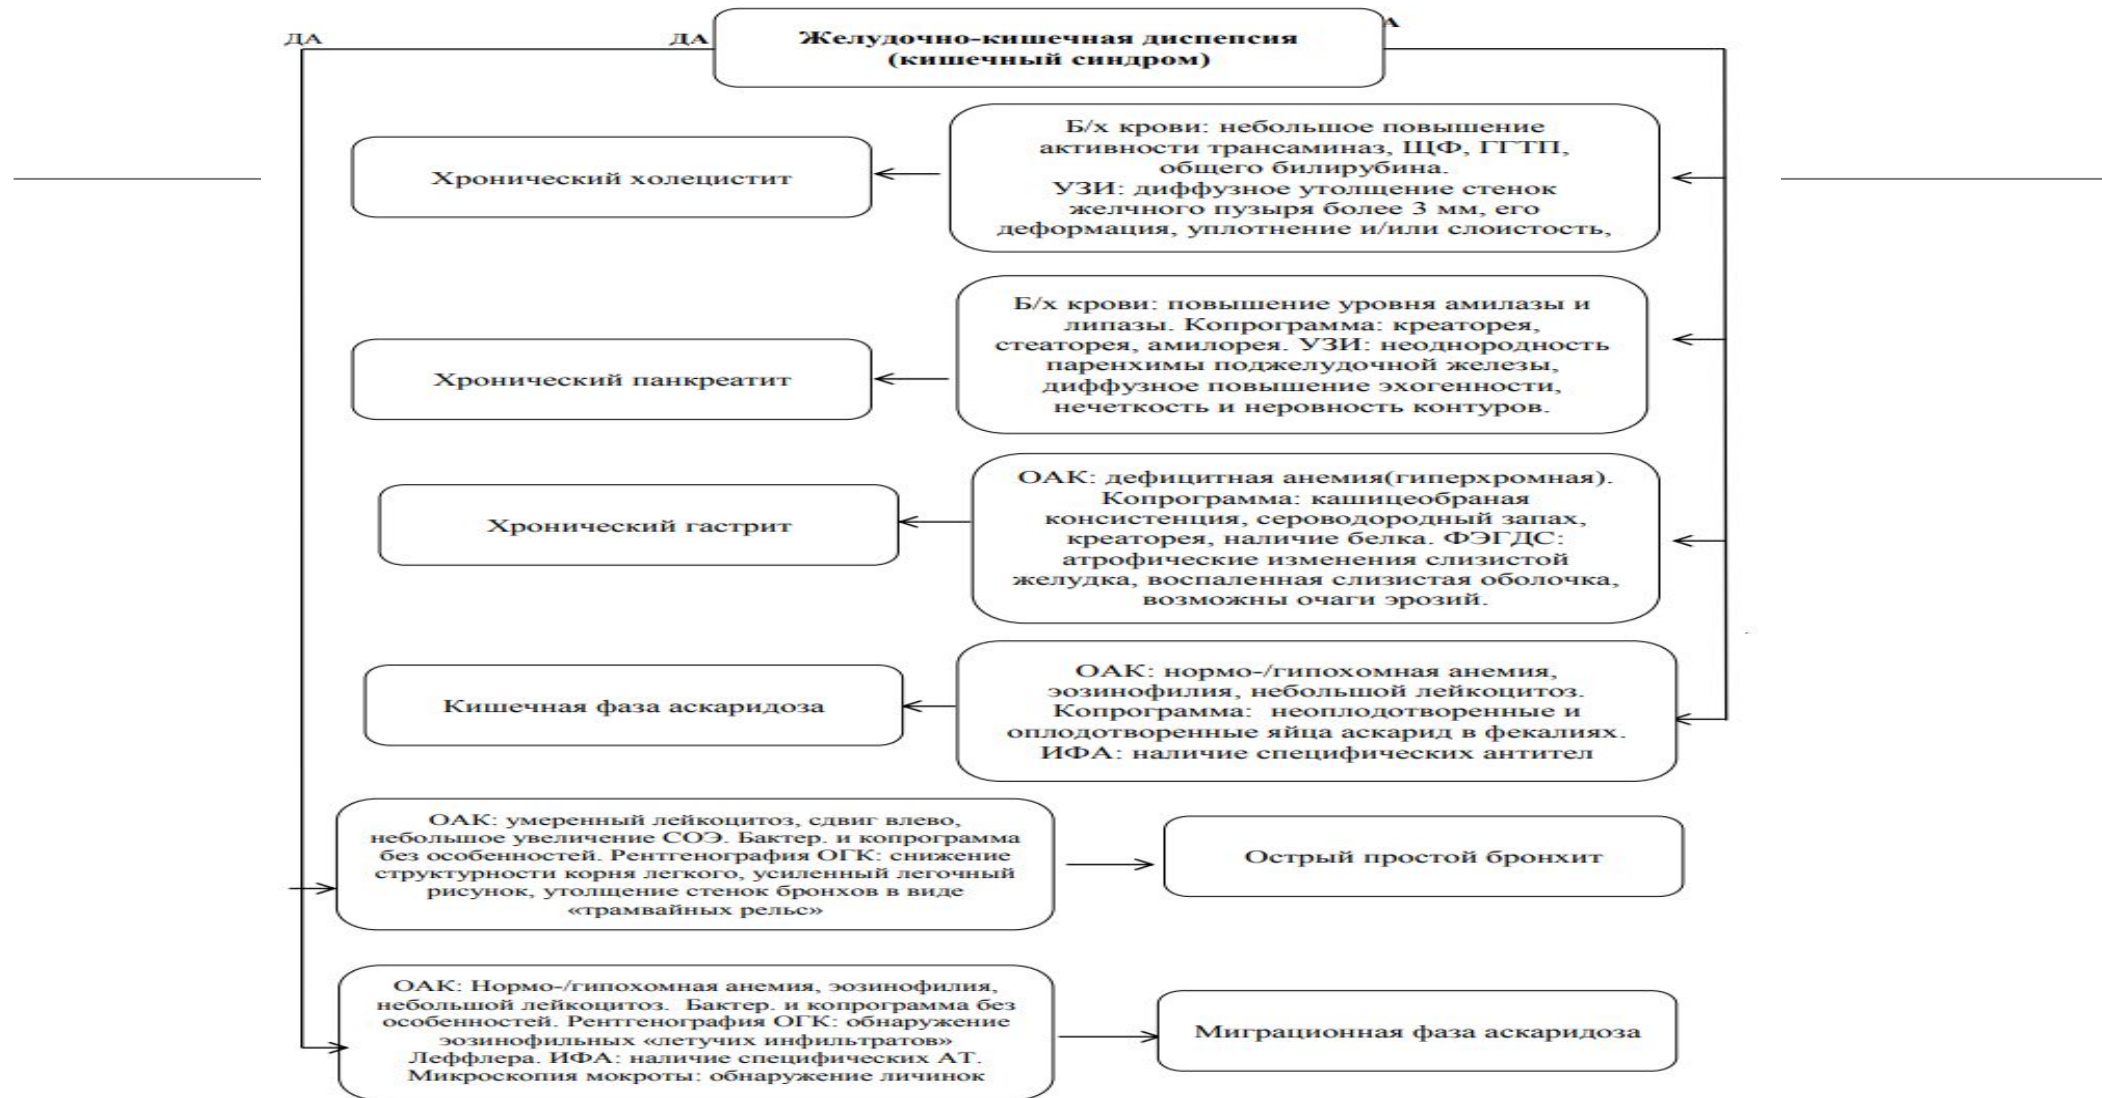 ДА
ДА
Желудочно-кишечная диспепсия
(кишечный синдром)
А
Хронический холецистит
Б/х крови: небольшое повышение
активности трансаминаз, ЩФ, ГГТП,
общего билирубина.
УЗИ: диффузное утолщение стенок
желчного пузыря более 3 мм, его
деформация, уплотнение и/или слоистость,
Хронический панкреатит
Б/х крови: повышение уровня амилазы и
липазы. Копрограмма: креаторея,
стеаторея, амилорея. УЗИ: неоднородность
паренхимы поджелудочной железы,
диффузное повышение эхогенности,
нечеткость и неровность контуров.
Хронический гастрит
ОАК: дефицитная анемия(гиперхромная).
Копрограмма: кашицеобраная
консистенция, сероводородный запах,
креаторея, наличие белка. ФЭГДС:
атрофические изменения слизистой
желудка, воспаленная слизистая оболочка,
возможны очаги эрозий.
Кишечная фаза аскаридоза
ОАК: нормо-/гипохомная анемия,
эозинофилия, небольшой лейкоцитоз.
Копрограмма: неоплодотворенные и
оплодотворенные яйца аскарид в фекалиях.
ИФА: наличие специфических антител
ОАК: умеренный лейкоцитоз, сдвиг влево,
небольшое увеличение СОЭ. Бактер. и копрограмма
без особенностей. Рентгенография ОГК: снижение
структурности корня легкого, усиленный легочный
рисунок, утолщение стенок бронхов в виде
«трамвайных рельс»
Острый простой бронхит
ОАК: Нормо-/гипохомная анемия, эозинофилия,
небольшой лейкоцитоз. Бактер. и копрограмма без
особенностей. Рентгенография ОГК: обнаружение
эозинофильных «летучих инфильтратов»
Леффлера. ИФА: наличие специфических АТ.
Микроскопия мокроты: обнаружение личинок
Миграционная фаза аскаридоза